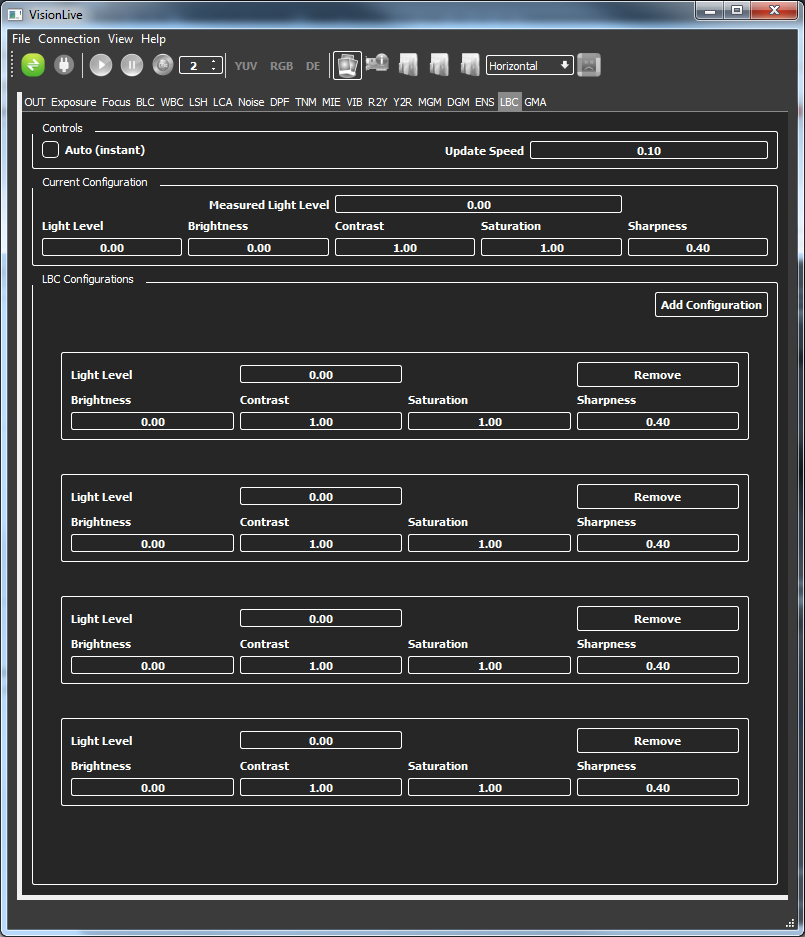 VisionLive
File Connection View Help
2 YUV RGB DE Horizontal
OUT Exposure Focus BLC WBC LSH LCA Noise DPF TNM MIE VIB R2Y Y2R MGM DGM ENS LBC GMA
Controls
Auto (instant) Update Speed 0.10
Current Configuration
Measured Light Level 0.00
Light Level Brightness Contrast Saturation Sharpness
0.00 0.00 1.00 1.00 0.40
LBC Configurations
Add Configuration
Light Level 0.00 Remove
Brightness Contrast Saturation Sharpness
0.00 1.00 1.00 0.40
Light Level 0.00 Remove
Brightness Contrast Saturation Sharpness
0.00 1.00 1.00 0.40
Light Level 0.00 Remove
Brightness Contrast Saturation Sharpness
0.00 1.00 1.00 0.40
Light Level 0.00 Remove
Brightness Contrast Saturation Sharpness
0.00 1.00 1.00 0.40